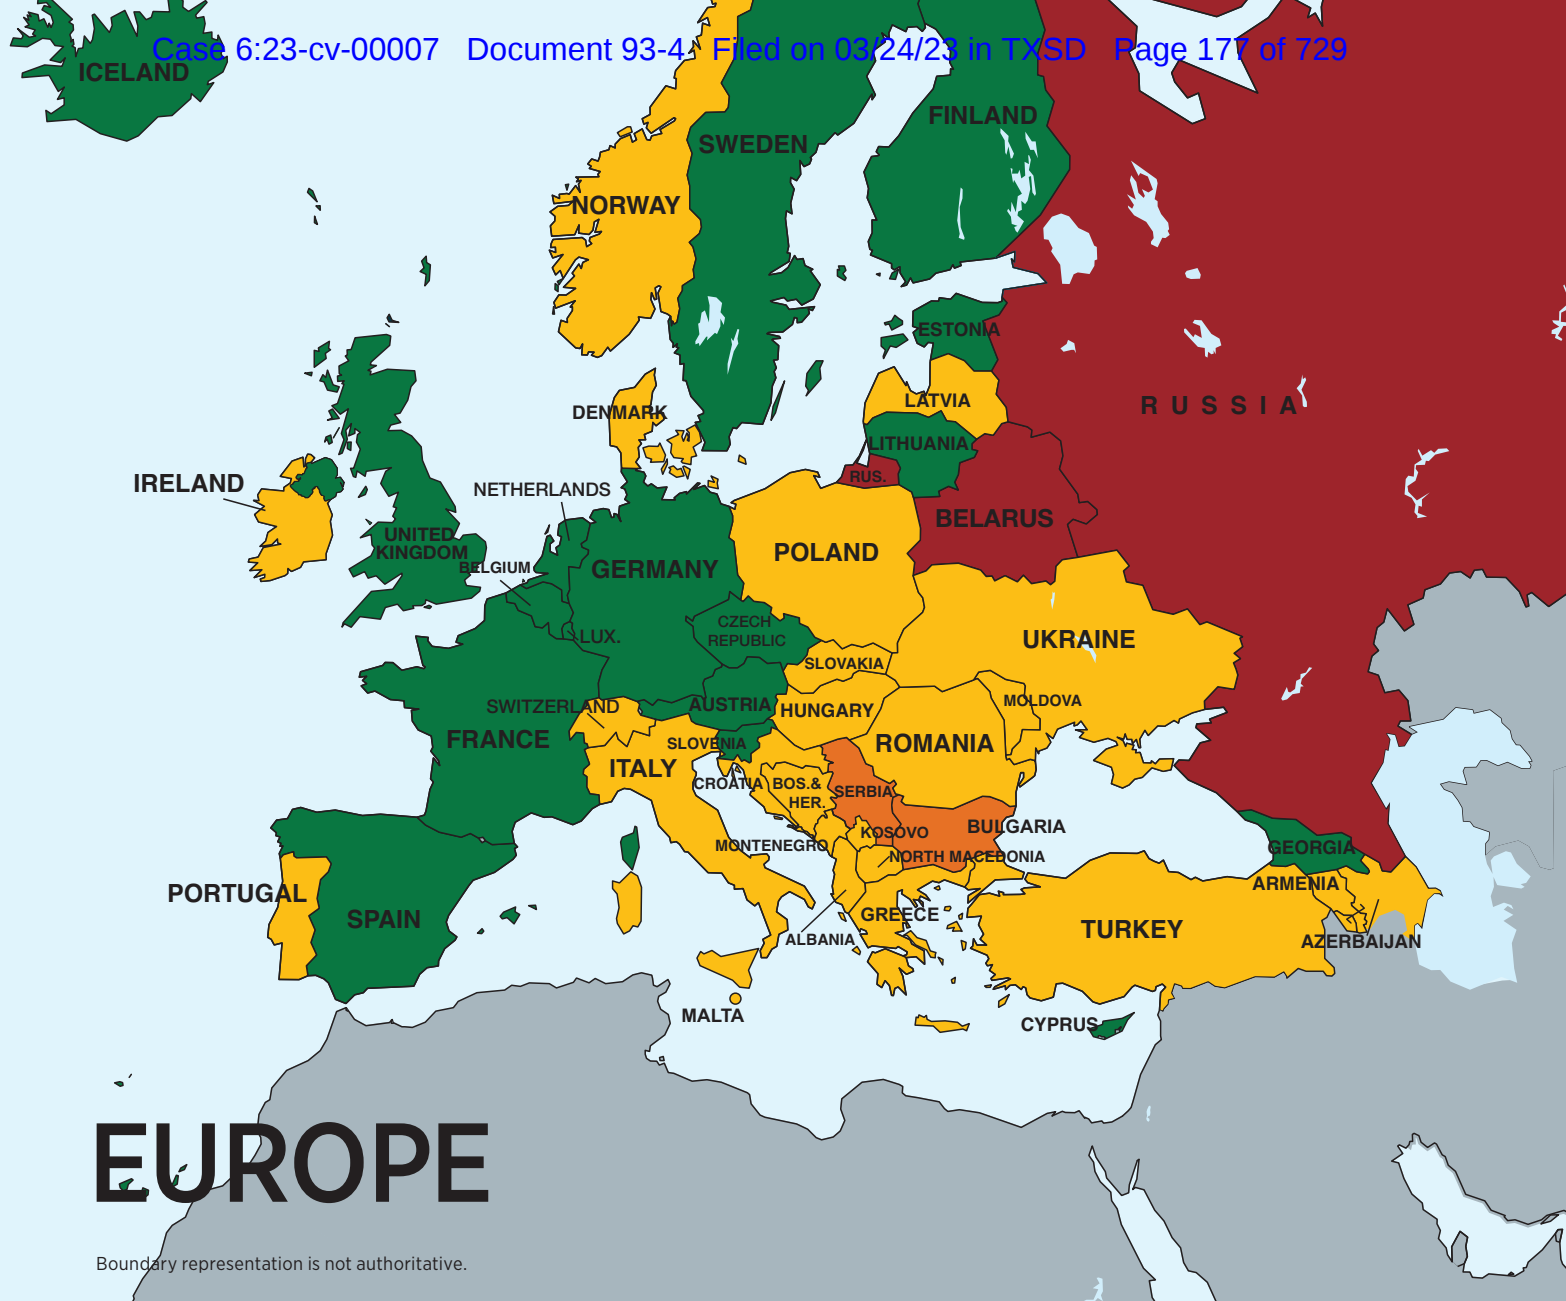 Case 6:23-cv-00007 Document 93-4 Filed on 03/24/23 in TXSD Page 177 of 729
ICELAND
FINLAND
SWEDEN
NORWAY
ESTONIA
LATVIA
RUSSIA
DENMARK
LITHUANIA
RUS.
IRELAND
NETHERLANDS
BELARUS
UNITED
KINGDOM
POLAND
BELGIUM
GERMANY
CZECH
REPUBLIC
LUX.
UKRAINE
SLOVAKIA
SWITZERLAND
AUSTRIA
HUNGARY
MOLDOVA
FRANCE
SLOVENIA
ROMANIA
ITALY
CROATIA
BOS.&
HER.
SERBIA
KOSOVO
BULGARIA
MONTENEGRO
NORTH MACEDONIA
GEORGIA
ARMENIA
PORTUGAL
SPAIN
GREECE
TURKEY
ALBANIA
AZERBAIJAN
MALTA
CYPRUS
EUROPE
Boundary representation is not authoritative.